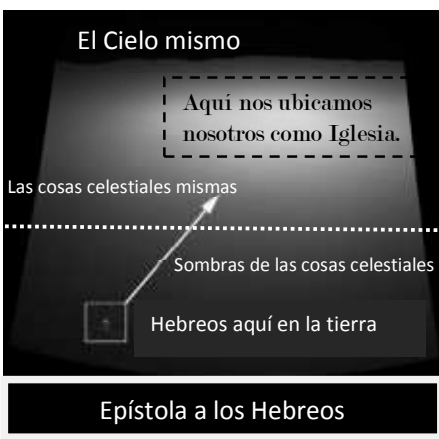 El Cielo mismo
Aquí nos ubicamos
nosotros como Iglesia.
Las cosas celestiales mismas
Sombras de las cosas celestiales
Hebreos aquí en la tierra
Epístola a los Hebreos